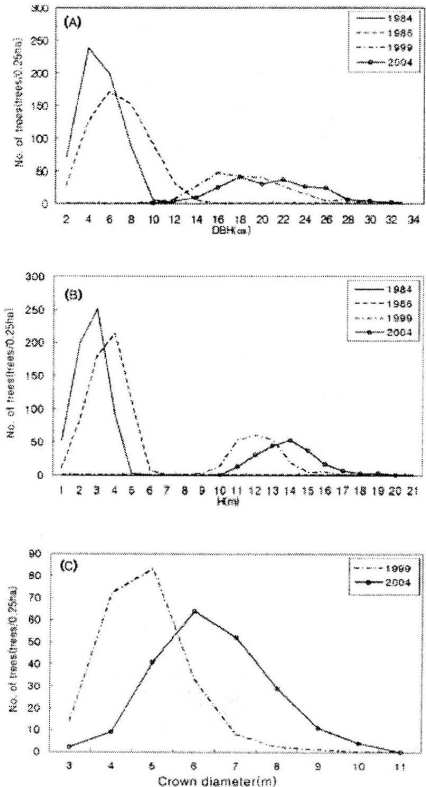 (A)
No. of trees(trees/0.25ha)
300
250
200
150
100
50
0
1984
1986
1999
2004
2 4 6 8 10 12 14 16 18 20 22 24 26 28 30 32 34
DBH(㎝)
(B)
No. of trees(trees/0.25ha)
300
250
200
150
100
50
0
1984
1986
1999
2004
1 2 3 4 5 6 7 8 9 10 11 12 13 14 15 16 17 18 19 20 21
H(m)
(C)
No. of trees(trees/0.25ha)
90
80
70
60
50
40
30
20
10
0
1999
2004
3 4 5 6 7 8 9 10 11
Crown diameter(m)